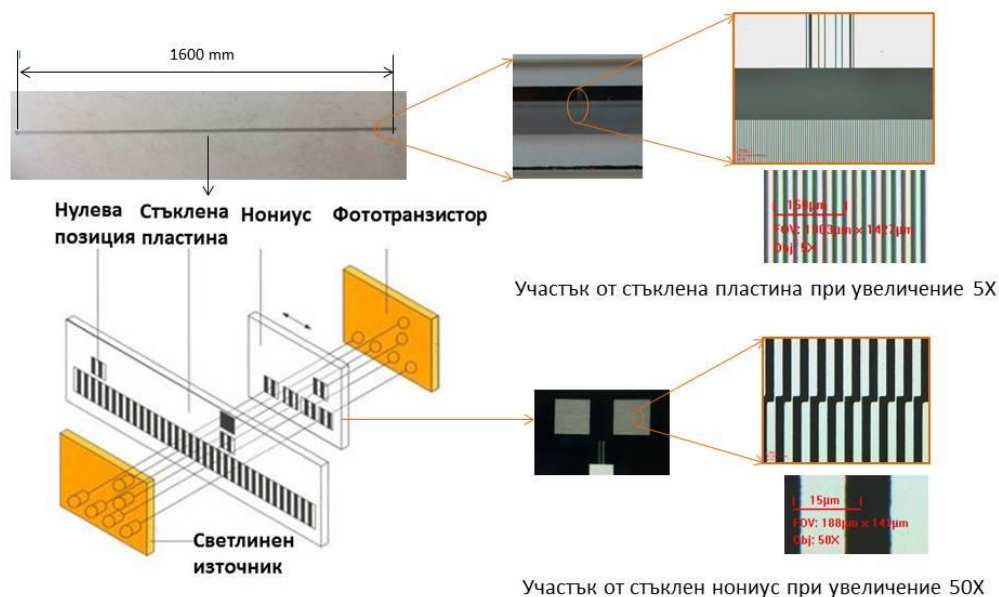 1600 mm
Нулева
позиция
Стъклена
пластина
Нониус
Фототранзистор
150µm
FOV: 1903µm x 1427µm
Obj: 5X
Участък от стъклена пластина при увеличение 5X
15µm
FOV: 188µm x 141µm
Obj: 50X
Светлинен
източник
Участък от стъклен нониус при увеличение 50X